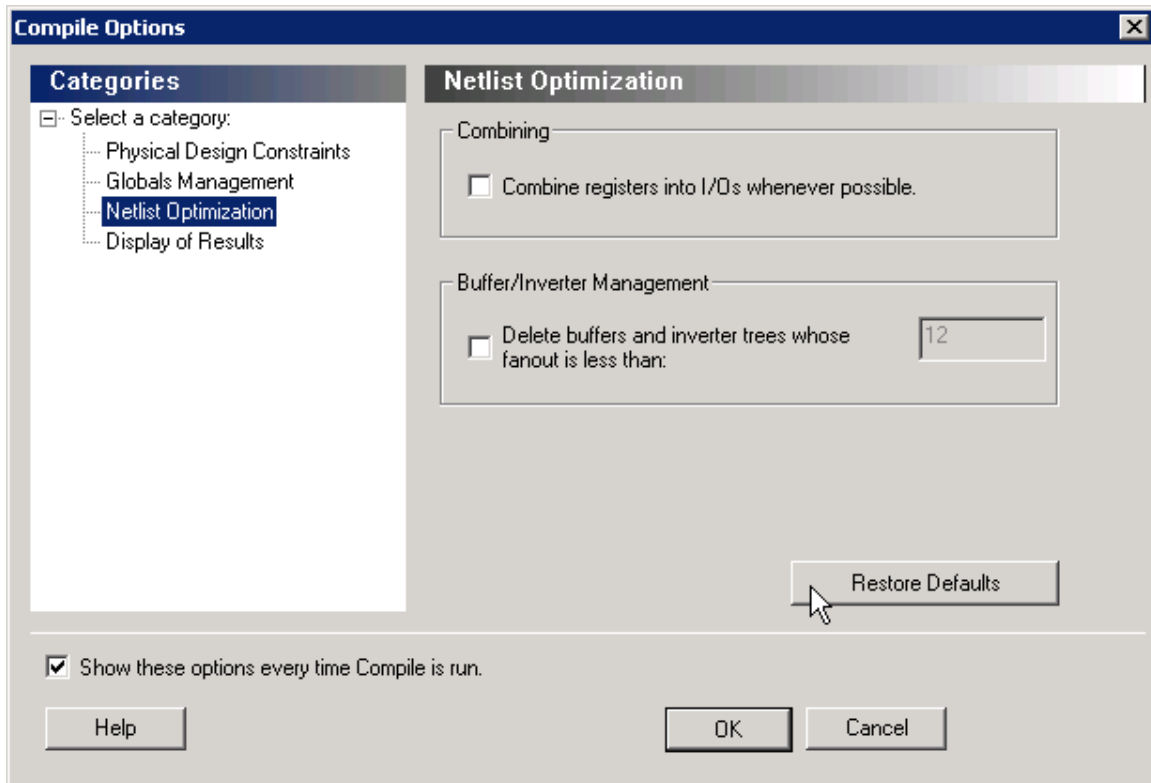 Compile Options
Categories
Select a category:
Physical Design Constraints
Globals Management
Netlist Optimization
Display of Results
Netlist Optimization
Combining
Combine registers into I/Os whenever possible.
Buffer/Inverter Management
Delete buffers and inverter trees whose
fanout is less than:
12
Restore Defaults
Show these options every time Compile is run.
Help
OK
Cancel